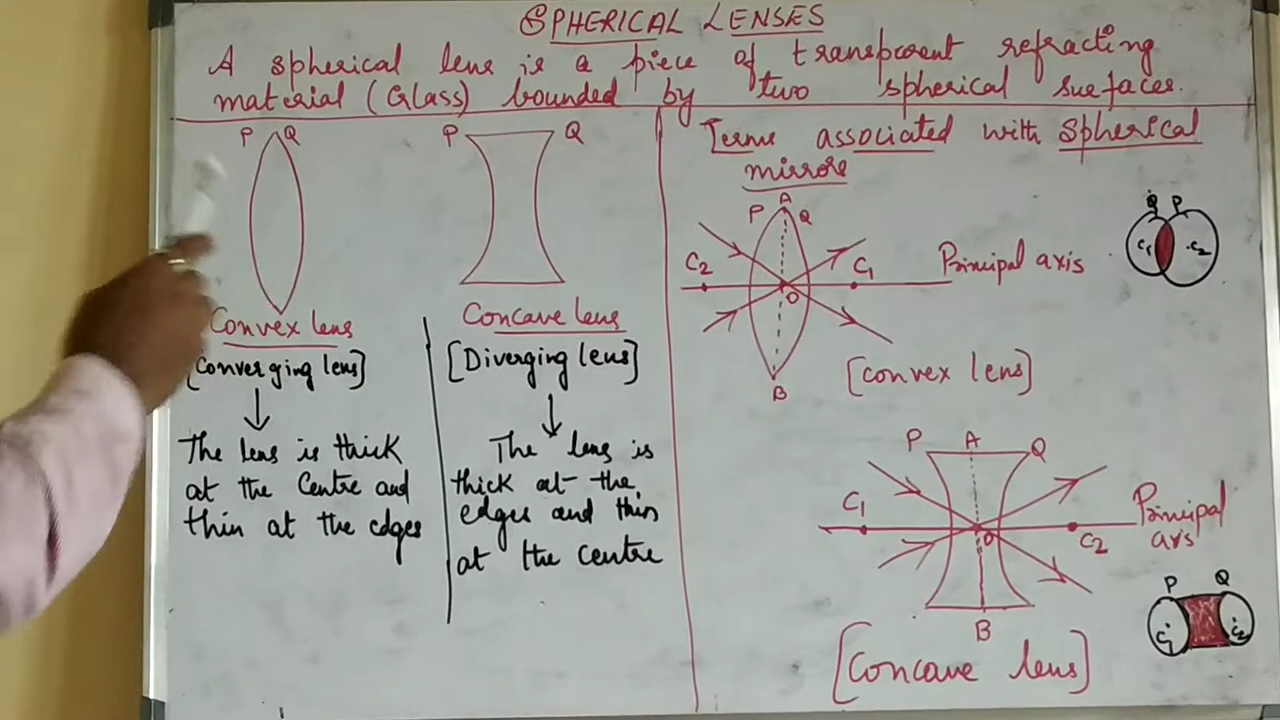 SPHERICAL LENSES
A spherical lens is a piece of transparent refracting
material (Glass) bounded by two spherical surfaces.
P Q
Convex lens
[Converging lens]
The lens is thick
at the Centre and
thin at the edges
P Q
Concave lens
[Diverging lens]
The lens is
thick at the
edges and thin
at the centre
Terms associated with Spherical
mirrors
A
P Q
C2 C1 Principal axis
O
B
[Convex lens]
Q P
C1 C2
P A Q
C1 O C2 Principal
axis
B
[Concave lens]
P Q
C1 C2